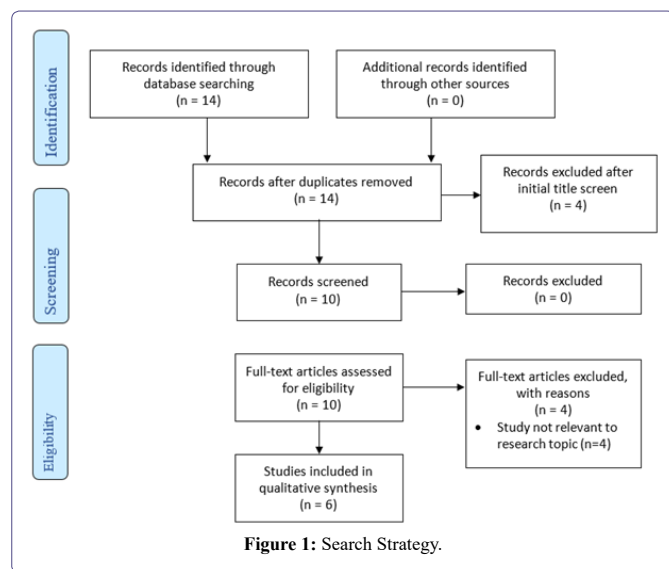 Identification
Records identified through
database searching
(n = 14)
Additional records identified
through other sources
(n = 0)
Records after duplicates removed
(n = 14)
Records excluded after
initial title screen
(n = 4)
Screening
Records screened
(n = 10)
Records excluded
(n = 0)
Eligibility
Full-text articles assessed
for eligibility
(n = 10)
Full-text articles excluded,
with reasons
(n = 4)
• Study not relevant to
research topic (n=4)
Studies included in
qualitative synthesis
(n = 6)
Figure 1: Search Strategy.